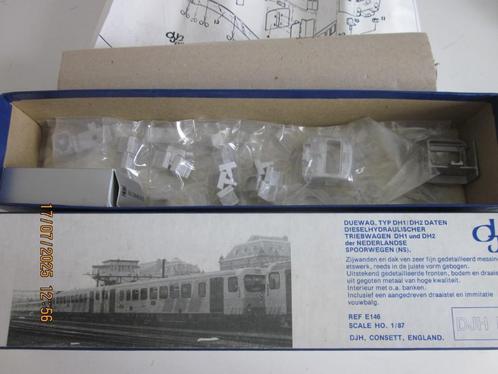 DUEWAG, TYP DH1/DH2 DATEN
DIESELHYDRAULISCHER
TRIEBWAGEN DH1 und DH2
der NEDERLANDSE
SPOORWEGEN (NS).
Zijwanden en dak van zeer fijn gedetailleerd messing
etswerk, reeds in de juiste vorm gebogen.
Uitstekend gedetailleerde fronten, bodem en draaie
uit gegoten metaal van hoge kwaliteit.
Interieur met o.a. banken.
Inclusief een aangedreven draaistel en immitatie
vouwbalg.
REF E146
SCALE HO. 1/87
DJH, CONSETT, ENGLAND.
DJH
17/07/2025 12:56